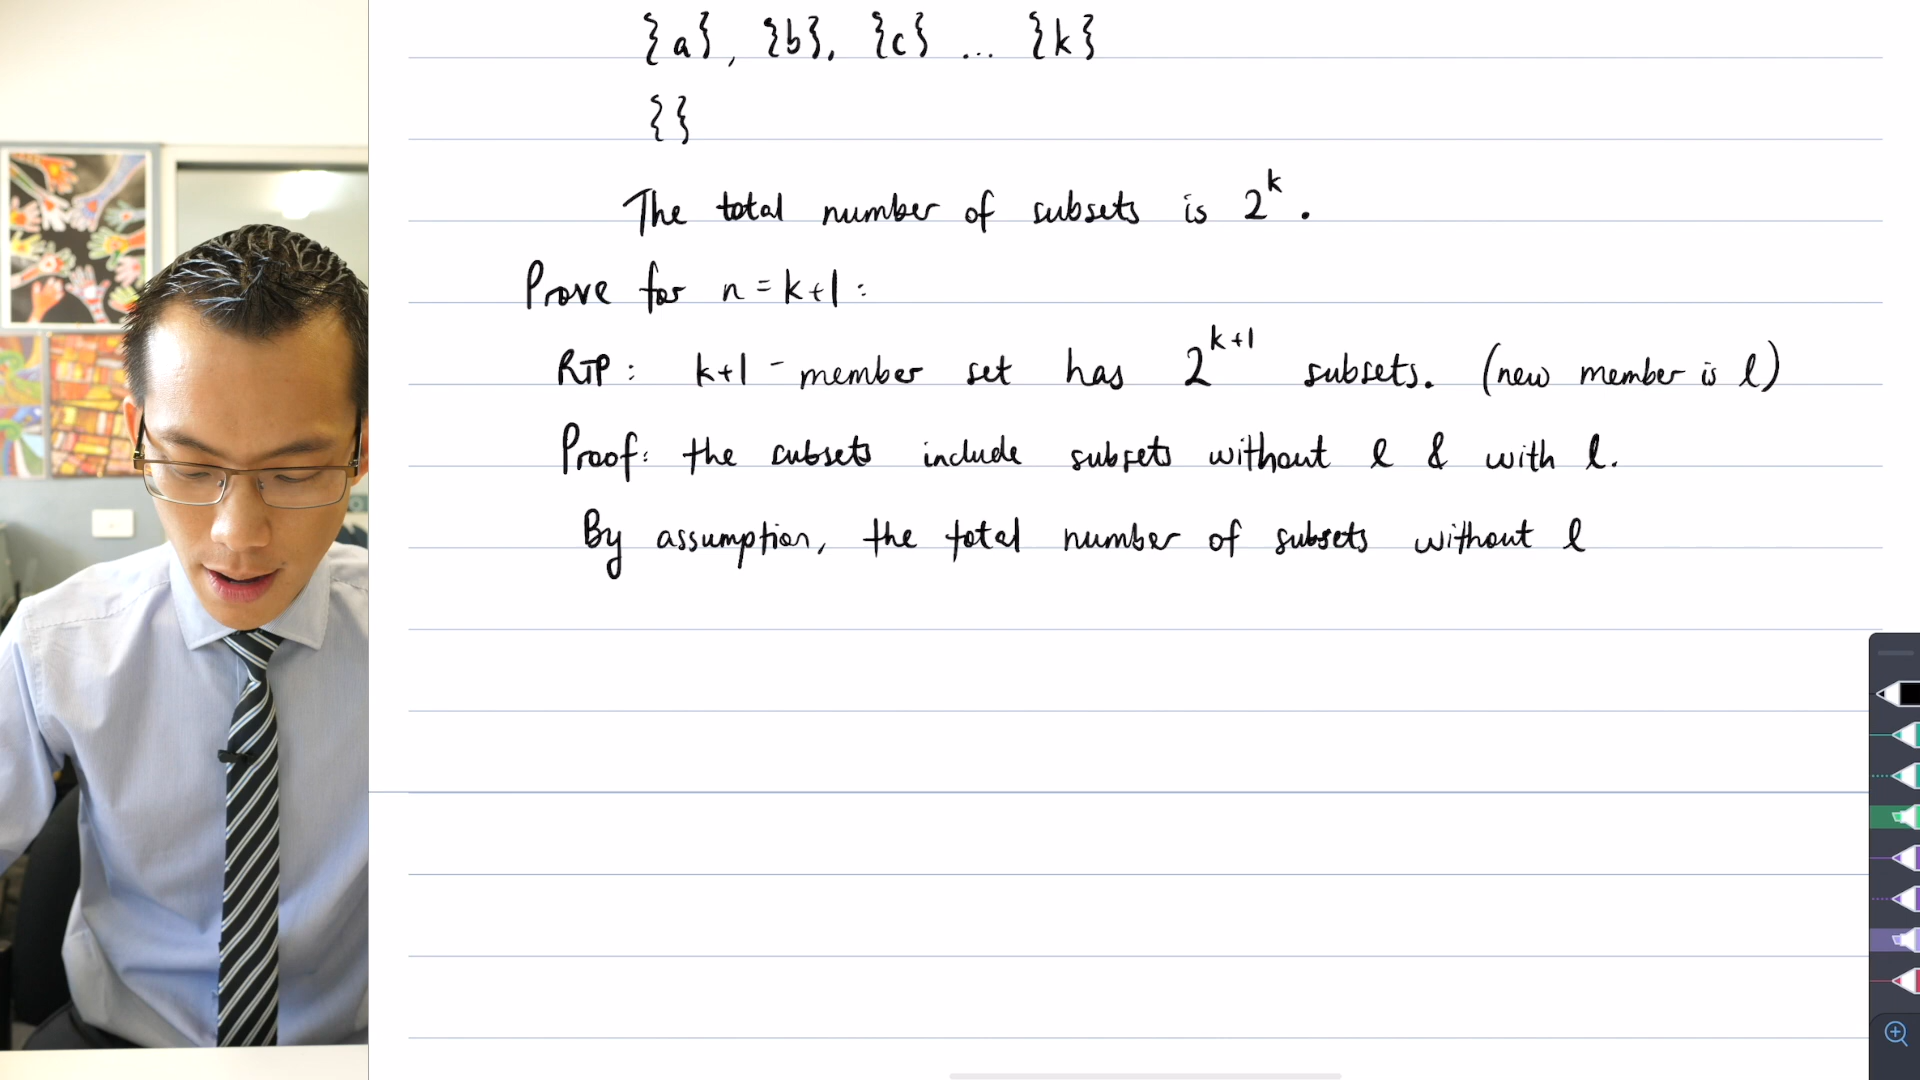 {a}, {b}, {c} ... {k}
{}
The total number of subsets is 2^k.
Prove for n = k+1:
RTP: k+1-member set has 2^{k+1} subsets. (new member is l)
Proof: the subsets include subsets without l & with l.
By assumption, the total number of subsets without l